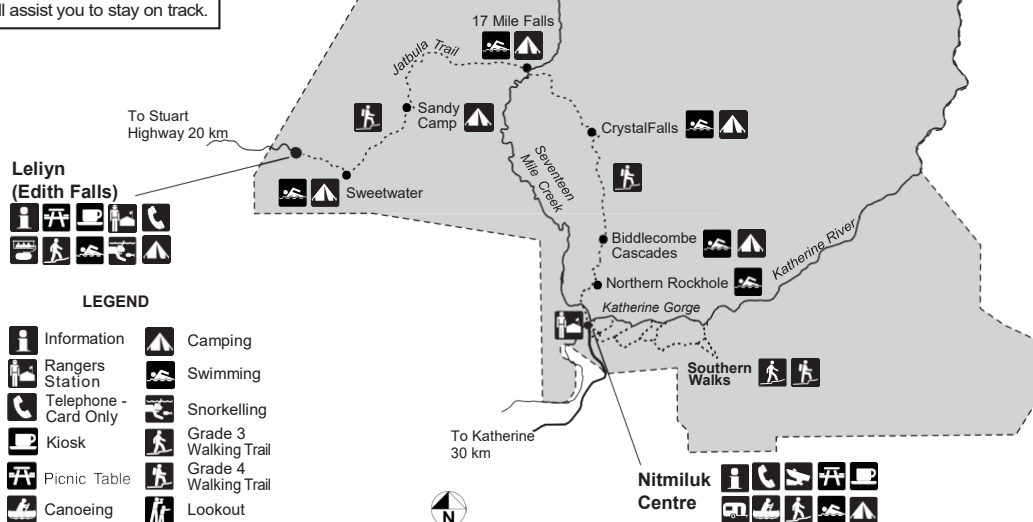 ll assist you to stay on track.
17 Mile Falls
Jatbula Trail
To Stuart
Highway 20 km
Sandy
Camp
CrystalFalls
Leliyn
(Edith Falls)
Sweetwater
Seventeen
Mile Creek
Biddlecombe
Cascades
Katherine River
Northern Rockhole
Katherine Gorge
LEGEND
Information
Camping
Rangers
Station
Swimming
Telephone -
Card Only
Snorkelling
Kiosk
Grade 3
Walking Trail
Picnic Table
Grade 4
Walking Trail
Canoeing
Lookout
Southern
Walks
To Katherine
30 km
Nitmiluk
Centre
N